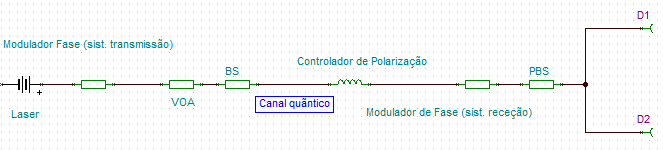 D1
Modulador Fase (sist. transmissão)
Controlador de Polarização
BS
PBS
VOA
Canal quântico
Laser
Modulador de Fase (sist. receção)
D2